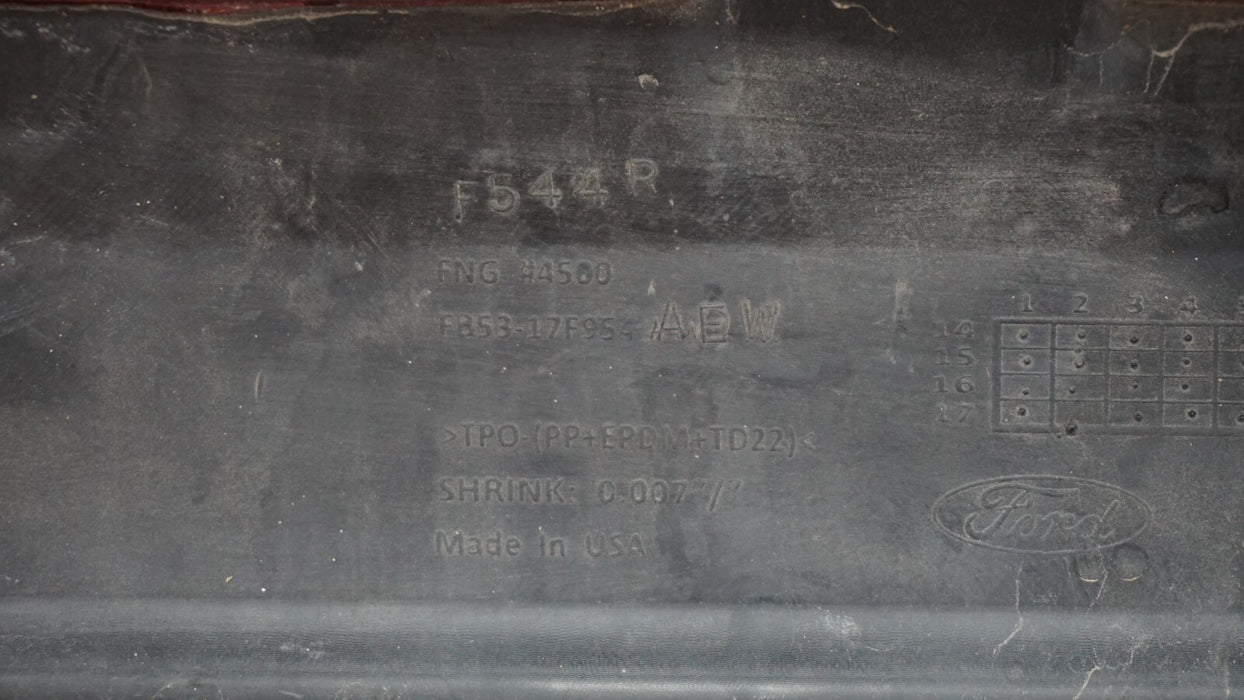 F544R
FNG #4580
FB53-17F954 AEW
1 2 3 4
14
15
16
17
>TPO-(PP+EPDM+TD22)<
SHRINK: 0.007"/"
Ford
Made in USA